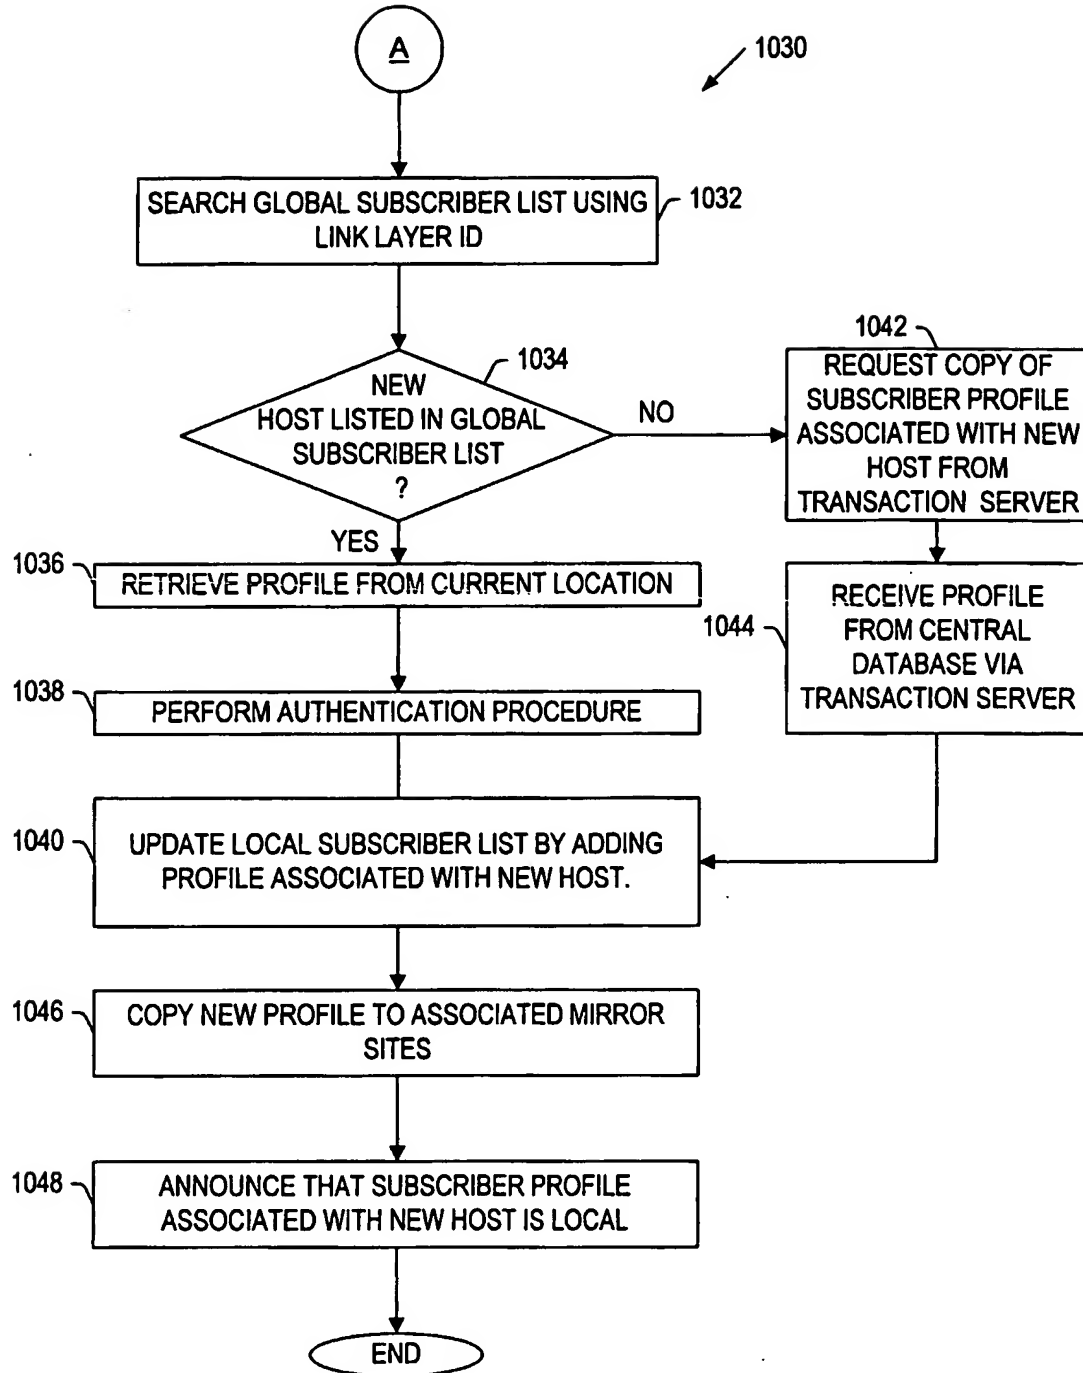 A
1030
SEARCH GLOBAL SUBSCRIBER LIST USING
LINK LAYER ID
1032
1034
NEW
HOST LISTED IN GLOBAL
SUBSCRIBER LIST
?
NO
YES
1042
REQUEST COPY OF
SUBSCRIBER PROFILE
ASSOCIATED WITH NEW
HOST FROM
TRANSACTION SERVER
1036
RETRIEVE PROFILE FROM CURRENT LOCATION
1044
RECEIVE PROFILE
FROM CENTRAL
DATABASE VIA
TRANSACTION SERVER
1038
PERFORM AUTHENTICATION PROCEDURE
1040
UPDATE LOCAL SUBSCRIBER LIST BY ADDING
PROFILE ASSOCIATED WITH NEW HOST.
1046
COPY NEW PROFILE TO ASSOCIATED MIRROR
SITES
1048
ANNOUNCE THAT SUBSCRIBER PROFILE
ASSOCIATED WITH NEW HOST IS LOCAL
END